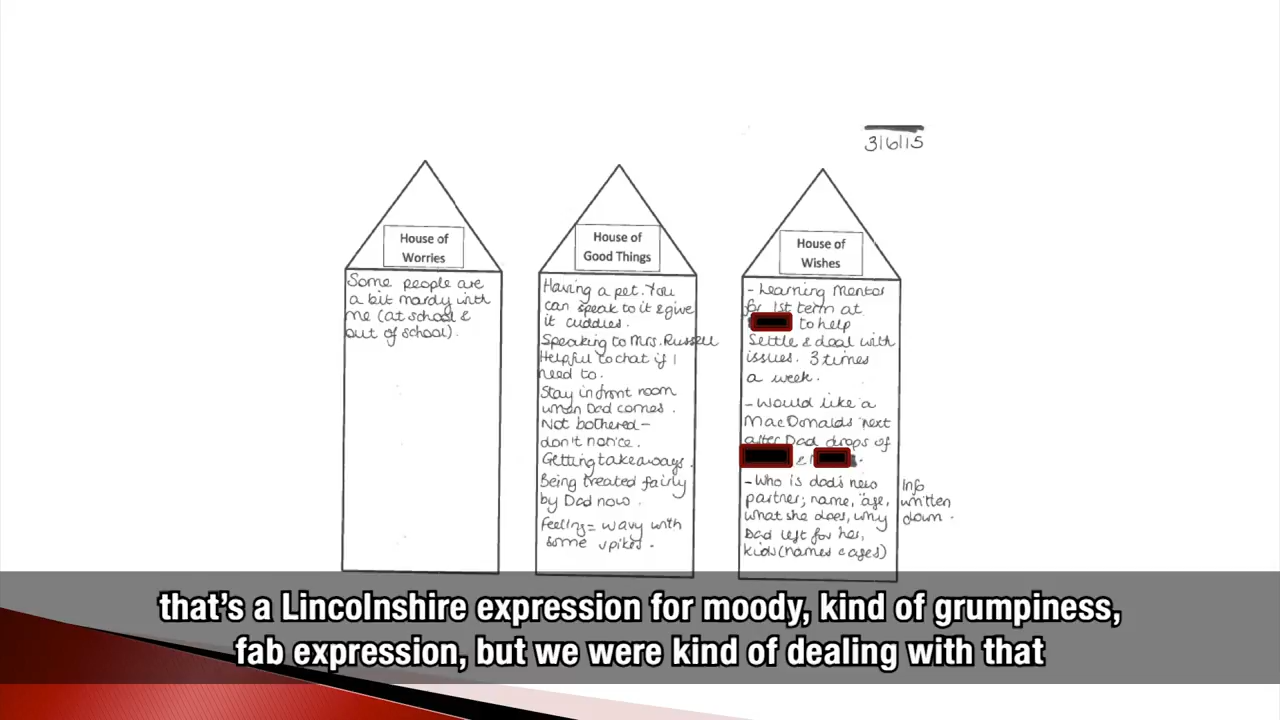 3/6/15
House of
Worries
Some people are
a bit mardy with
me (at school &
out of school).
House of
Good Things
Having a pet. You
can speak to it & give
it cuddles.
Speaking to Mrs. Russell
Helpful to chat if I
need to.
Stay in front room
when Dad comes.
Not bothered –
don't notice.
Getting takeaways.
Being treated fairly
by Dad now.
Feeling = wavy with
some spikes.
House of
Wishes
- Learning Mentor
for 1st term at
to help
Settle & deal with
issues. 3 times
a week.
- Would like a
MacDonalds next
after Dad drops of
&
- Who is dad's new
partner; name, age,
what she does, why
Dad left for her,
kids (names & ages)
Info
written
down.
that's a Lincolnshire expression for moody, kind of grumpiness,
fab expression, but we were kind of dealing with that